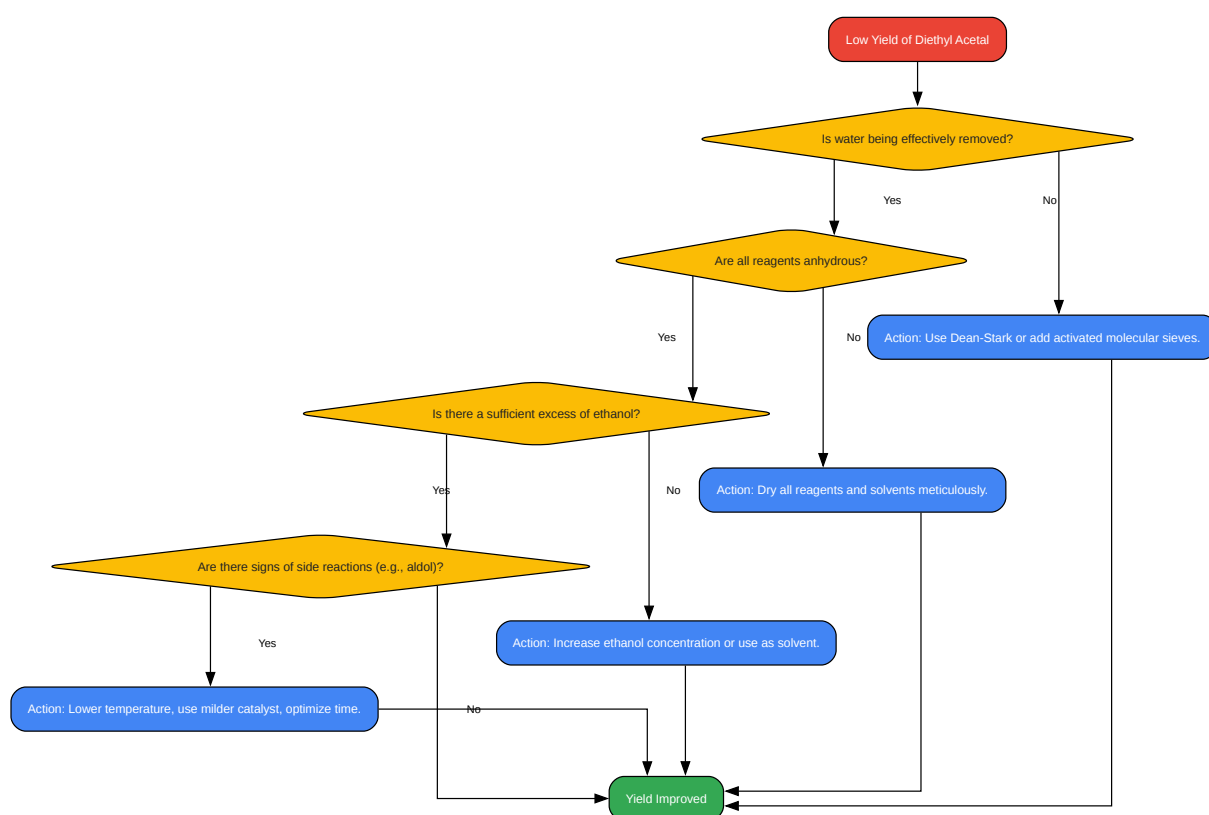 Low Yield of Diethyl Acetal
Is water being effectively removed?
Yes
No
Are all reagents anhydrous?
Yes
No
Action: Use Dean-Stark or add activated molecular sieves.
Is there a sufficient excess of ethanol?
Yes
No
Action: Dry all reagents and solvents meticulously.
Are there signs of side reactions (e.g., aldol)?
Yes
Action: Increase ethanol concentration or use as solvent.
Action: Lower temperature, use milder catalyst, optimize time.
No
Yield Improved